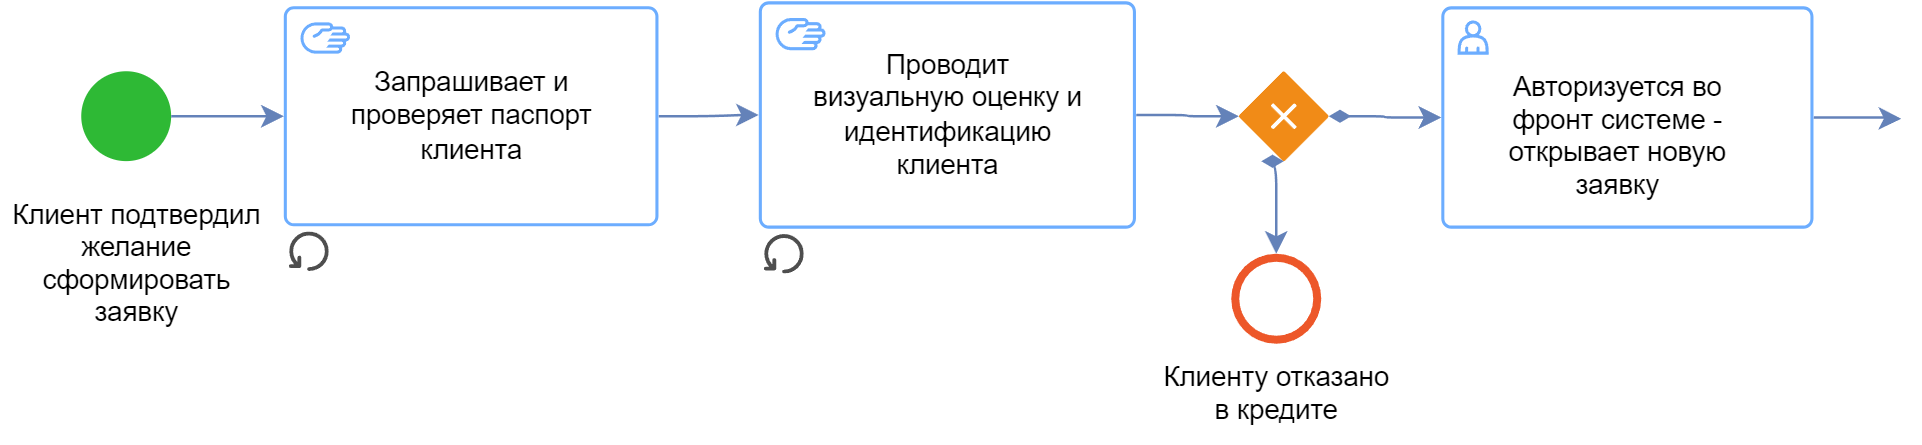 Клиент подтвердил
желание
сформировать
заявку
Запрашивает и
проверяет паспорт
клиента
Проводит
визуальную оценку и
идентификацию
клиента
Клиенту отказано
в кредите
Авторизуется во
фронт системе -
открывает новую
заявку